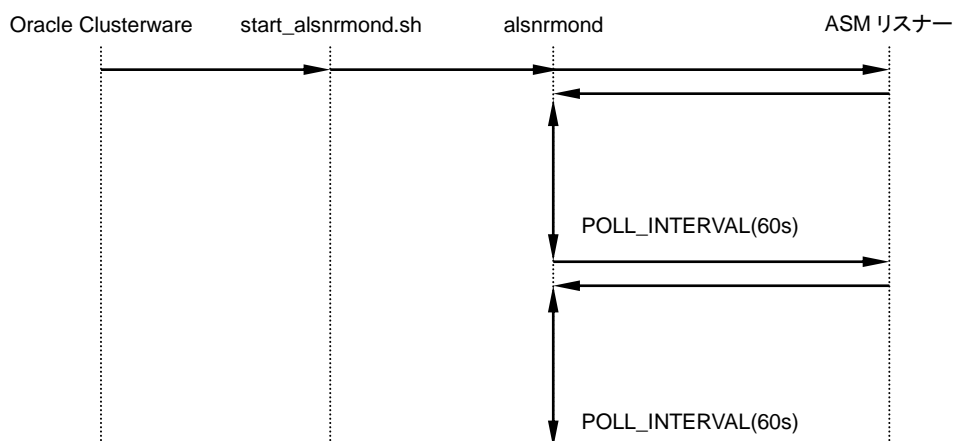 Oracle Clusterware start_alsnrmond.sh alsnrmond ASM リスナー
POLL_INTERVAL(60s)
POLL_INTERVAL(60s)